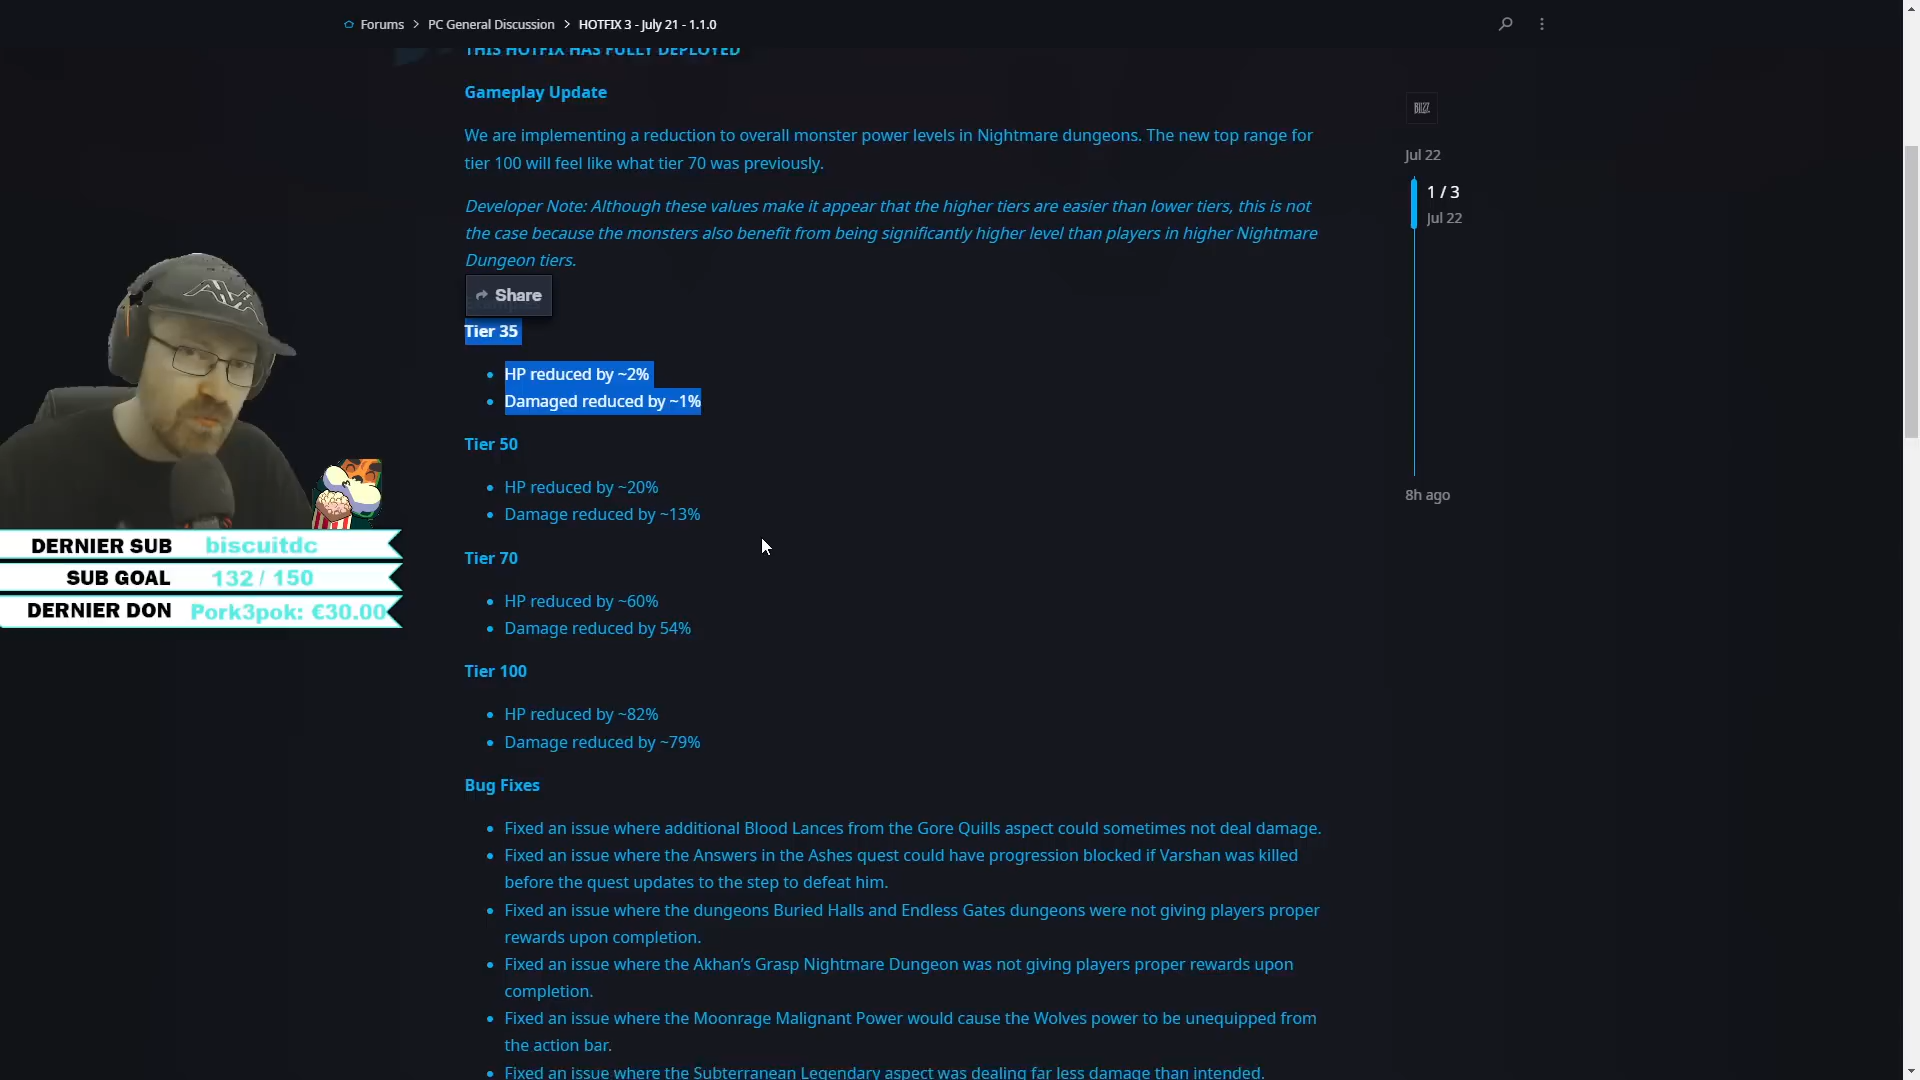 Forums > PC General Discussion > HOTFIX 3 - July 21 - 1.1.0
THIS HOTFIX HAS FULLY DEPLOYED
Gameplay Update
We are implementing a reduction to overall monster power levels in Nightmare dungeons. The new top range for
tier 100 will feel like what tier 70 was previously.
Developer Note: Although these values make it appear that the higher tiers are easier than lower tiers, this is not
the case because the monsters also benefit from being significantly higher level than players in higher Nightmare
Dungeon tiers.
Share
Tier 35
• HP reduced by ~2%
• Damaged reduced by ~1%
Tier 50
• HP reduced by ~20%
• Damage reduced by ~13%
Tier 70
• HP reduced by ~60%
• Damage reduced by 54%
Tier 100
• HP reduced by ~82%
• Damage reduced by ~79%
Bug Fixes
• Fixed an issue where additional Blood Lances from the Gore Quills aspect could sometimes not deal damage.
• Fixed an issue where the Answers in the Ashes quest could have progression blocked if Varshan was killed
before the quest updates to the step to defeat him.
• Fixed an issue where the dungeons Buried Halls and Endless Gates dungeons were not giving players proper
rewards upon completion.
• Fixed an issue where the Akhan's Grasp Nightmare Dungeon was not giving players proper rewards upon
completion.
• Fixed an issue where the Moonrage Malignant Power would cause the Wolves power to be unequipped from
the action bar.
• Fixed an issue where the Subterranean Legendary aspect was dealing far less damage than intended.
BLIZZ
Jul 22
1 / 3
Jul 22
8h ago
DERNIER SUB biscuitdc
SUB GOAL 132 / 150
DERNIER DON Pork3pok: €30.00